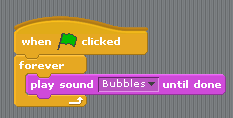 when clicked
forever
play sound Bubbles until done